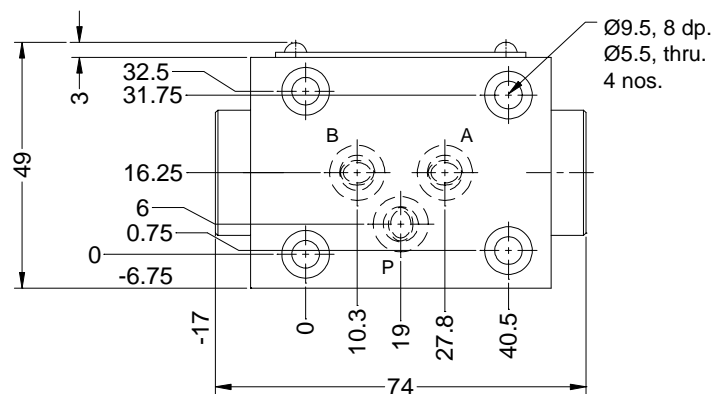 Ø9.5, 8 dp.
Ø5.5, thru.
4 nos.
3
32.5
31.75
B
A
49
16.25
6
0.75
0
P
-6.75
-17
0
10.3
19
27.8
40.5
74